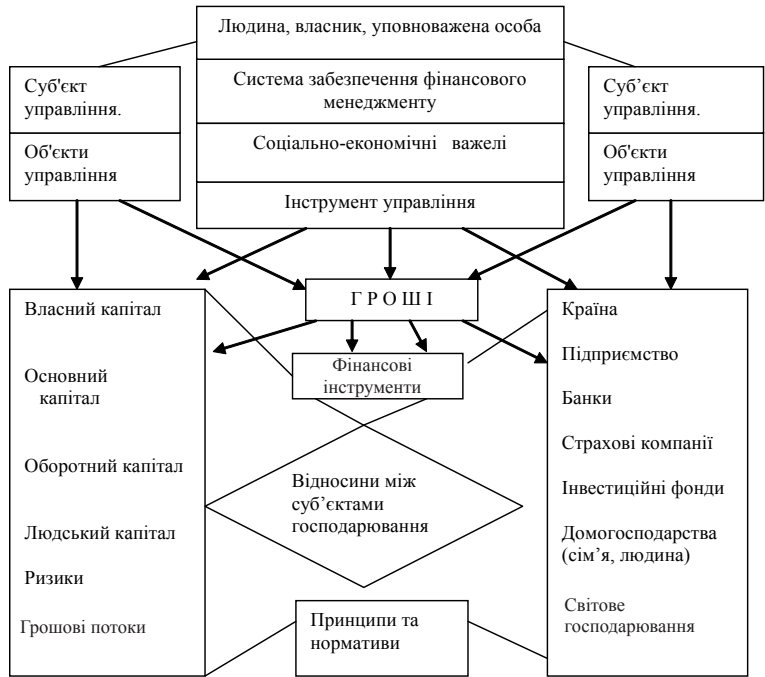 Людина, власник, уповноважена особа
Система забезпечення фінансового
менеджменту
Соціально-економічні важелі
Інструмент управління
Суб'єкт
управління.
Об'єкти
управління
Суб’єкт
управління.
Об'єкти
управління
Г Р О Ш І
Фінансові
інструменти
Власний капітал
Основний
капітал
Оборотний капітал
Людський капітал
Ризики
Грошові потоки
Відносини між
суб’єктами
господарювання
Принципи та
нормативи
Країна
Підприємство
Банки
Страхові компанії
Інвестиційні фонди
Домогосподарства
(сім’я, людина)
Світове
господарювання